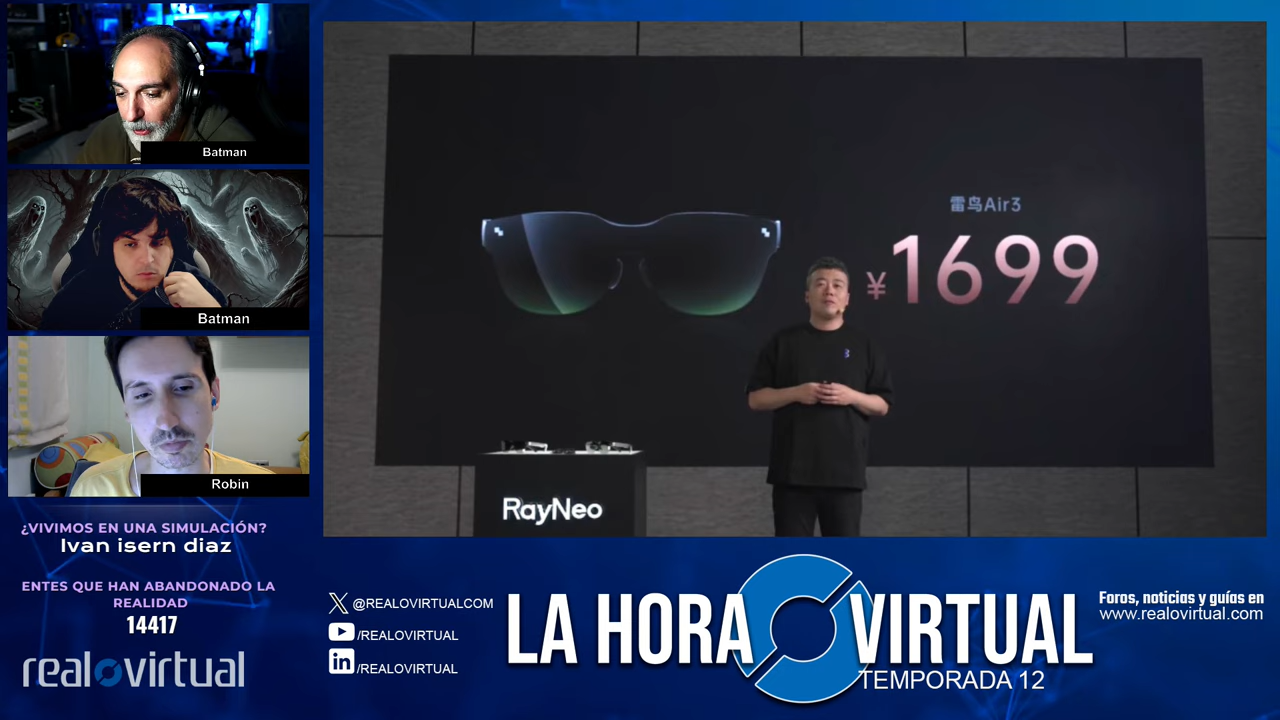 Batman
Batman
Robin
¿VIVIMOS EN UNA SIMULACIÓN?
Ivan isern diaz
ENTES QUE HAN ABANDONADO LA
REALIDAD
14417
realovirtual
雷鸟Air3
¥1699
RayNeo
@REALOVIRTUALCOM
/REALOVIRTUAL
in /REALOVIRTUAL
LA HORA VIRTUAL
TEMPORADA 12
Foros, noticias y guías en
www.realovirtual.com